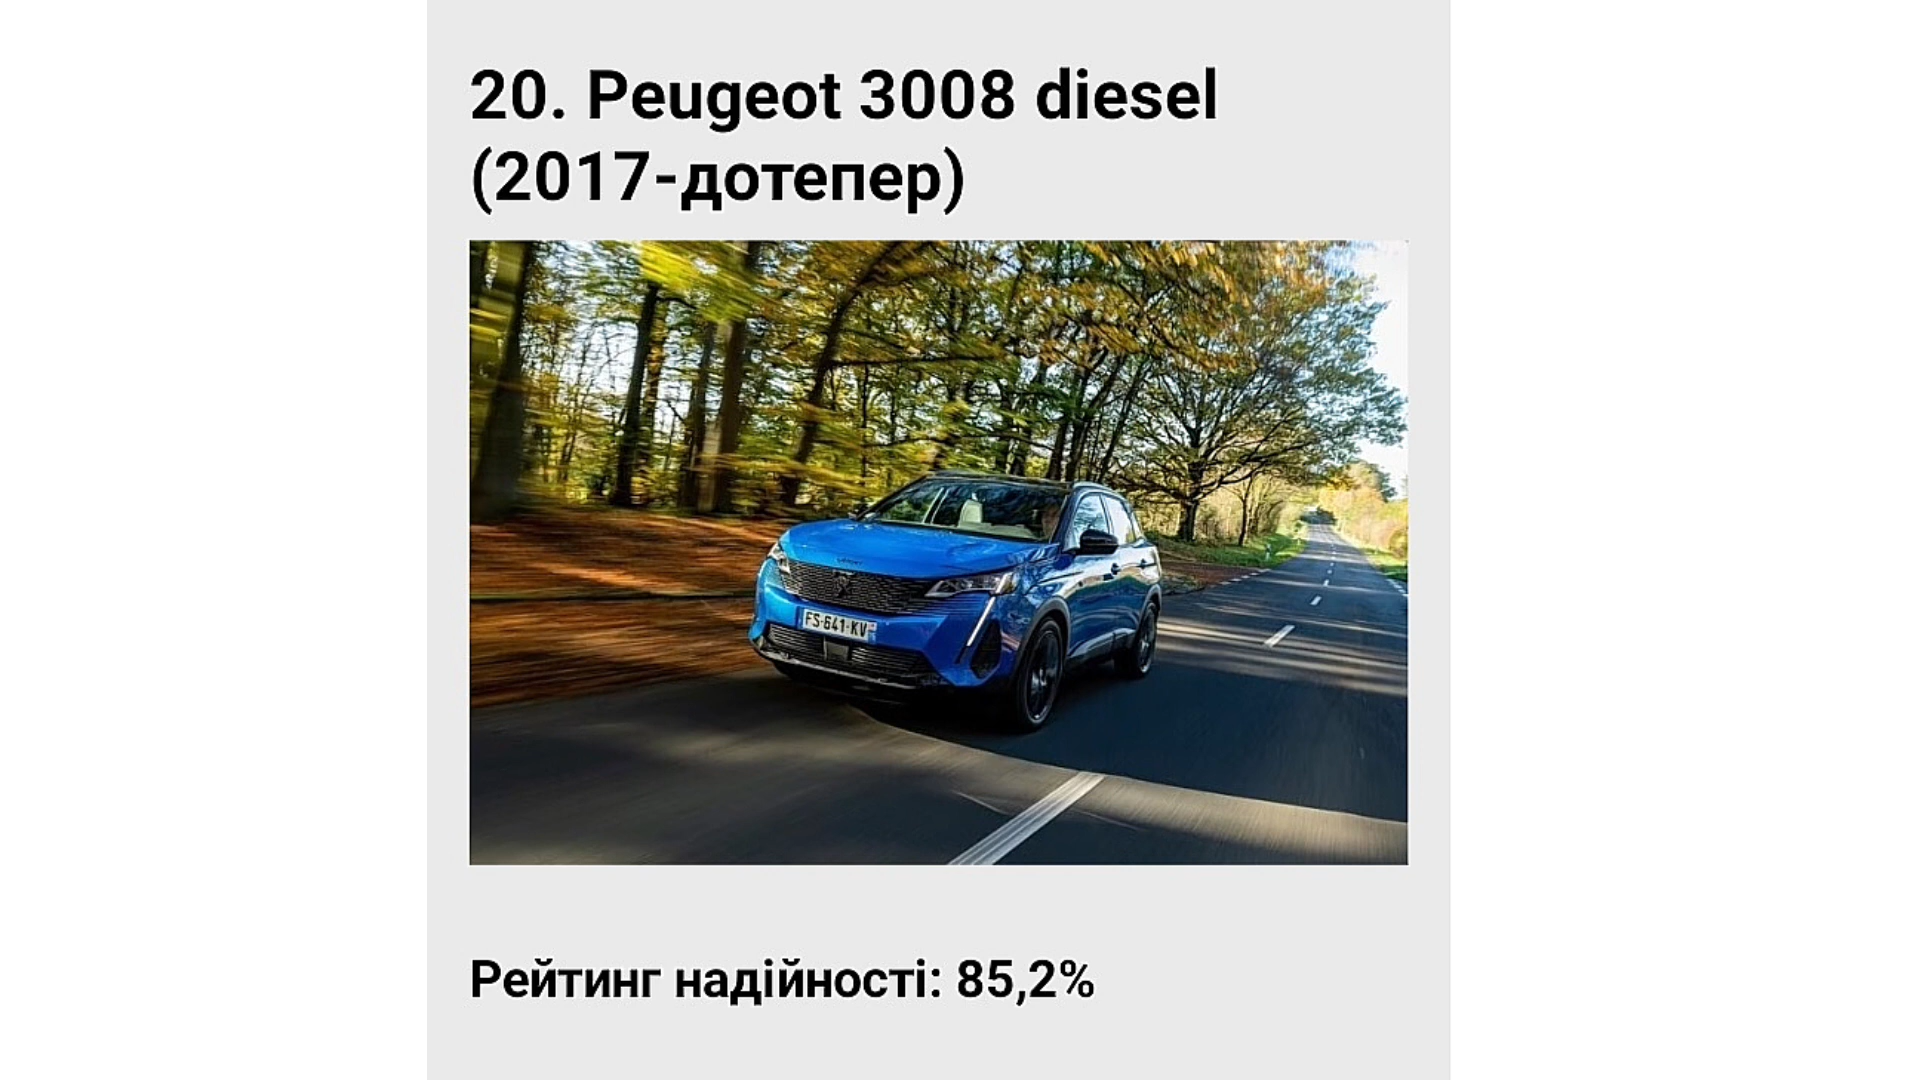 20. Peugeot 3008 diesel
(2017-дотепер)
FS-641-KV
Рейтинг надійності: 85,2%